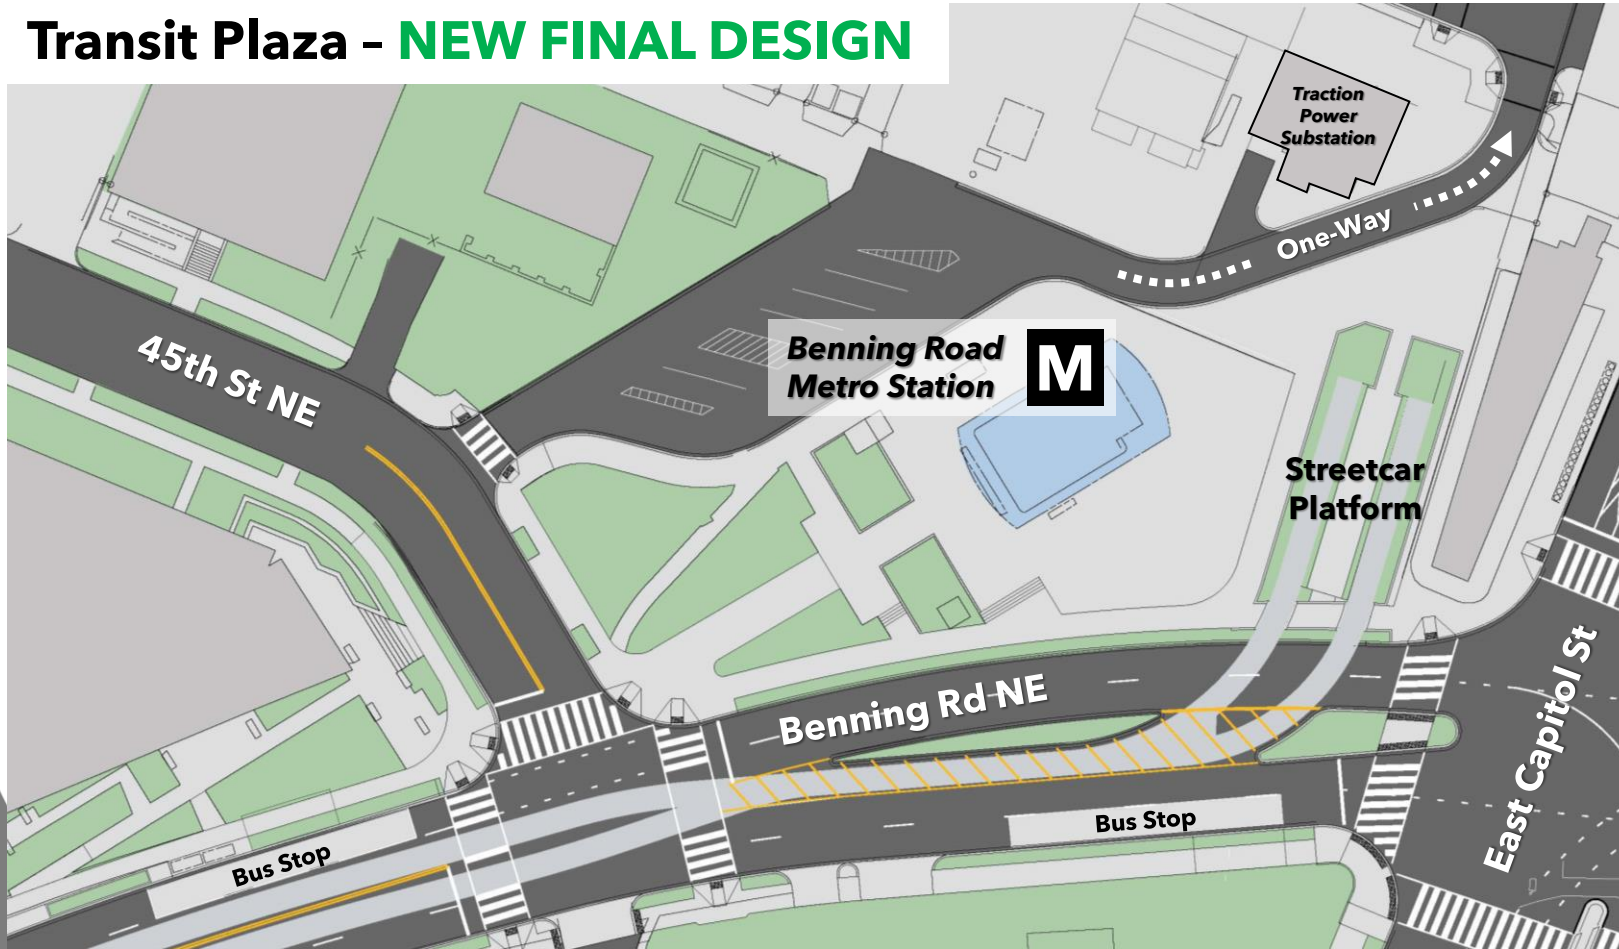 Transit Plaza – NEW FINAL DESIGN
Traction
Power
Substation
One-Way
45th St NE
Benning Road
Metro Station
M
Streetcar
Platform
Benning Rd NE
East Capitol St
Bus Stop
Bus Stop